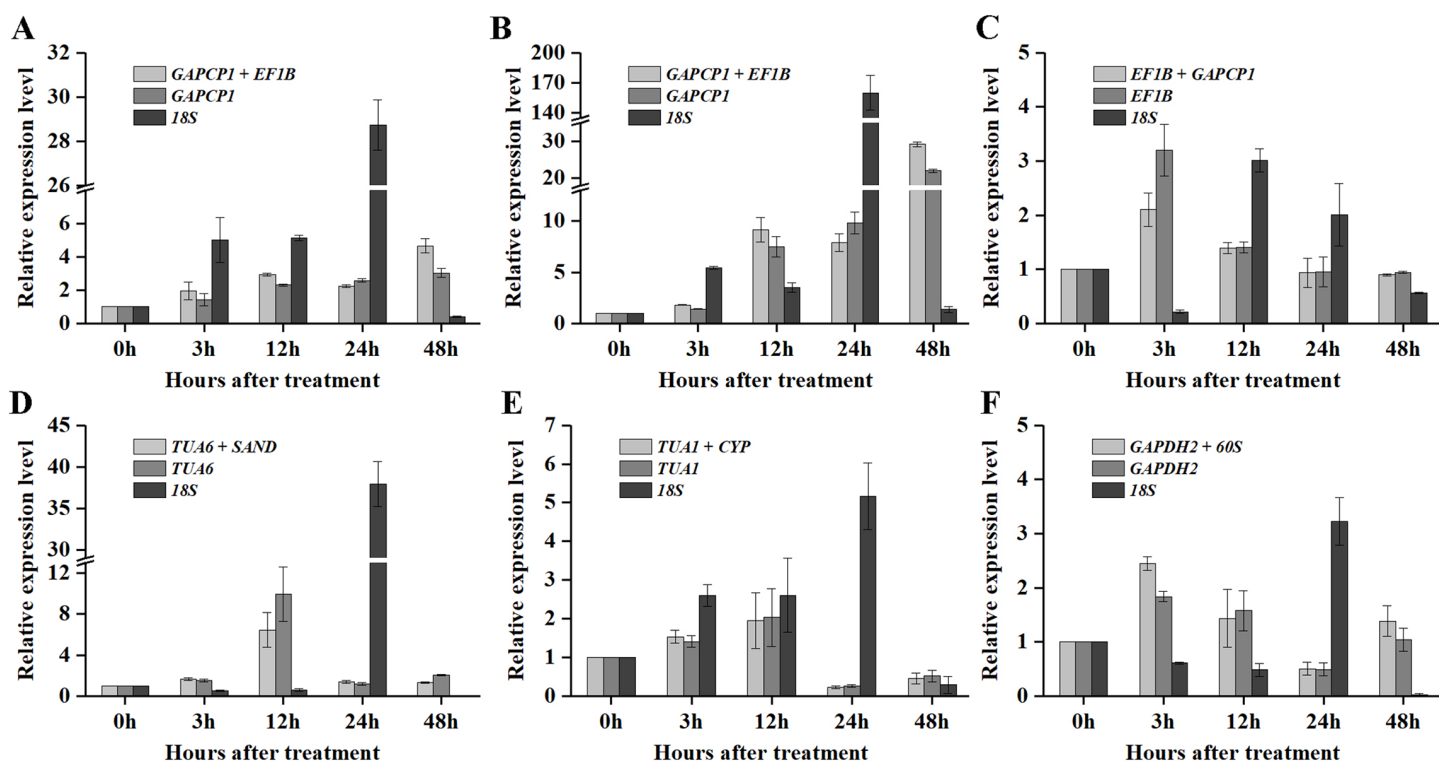 A
Relative expression lvevl
32
30
28
26
6
4
2
0
GAPCP1 + EF1B
GAPCP1
18S
0h 3h 12h 24h 48h
Hours after treatment
B
Relative expression lvevl
200
170
140
30
20
10
5
0
GAPCP1 + EF1B
GAPCP1
18S
0h 3h 12h 24h 48h
Hours after treatment
C
Relative expression lvevl
5
4
3
2
1
0
EF1B + GAPCP1
EF1B
18S
0h 3h 12h 24h 48h
Hours after treatment
D
Relative expression lvevl
45
40
35
30
12
8
4
0
TUA6 + SAND
TUA6
18S
0h 3h 12h 24h 48h
Hours after treatment
E
Relative expression lvevl
7
6
5
4
3
2
1
0
TUA1 + CYP
TUA1
18S
0h 3h 12h 24h 48h
Hours after treatment
F
Relative expression lvevl
5
4
3
2
1
0
GAPDH2 + 60S
GAPDH2
18S
0h 3h 12h 24h 48h
Hours after treatment